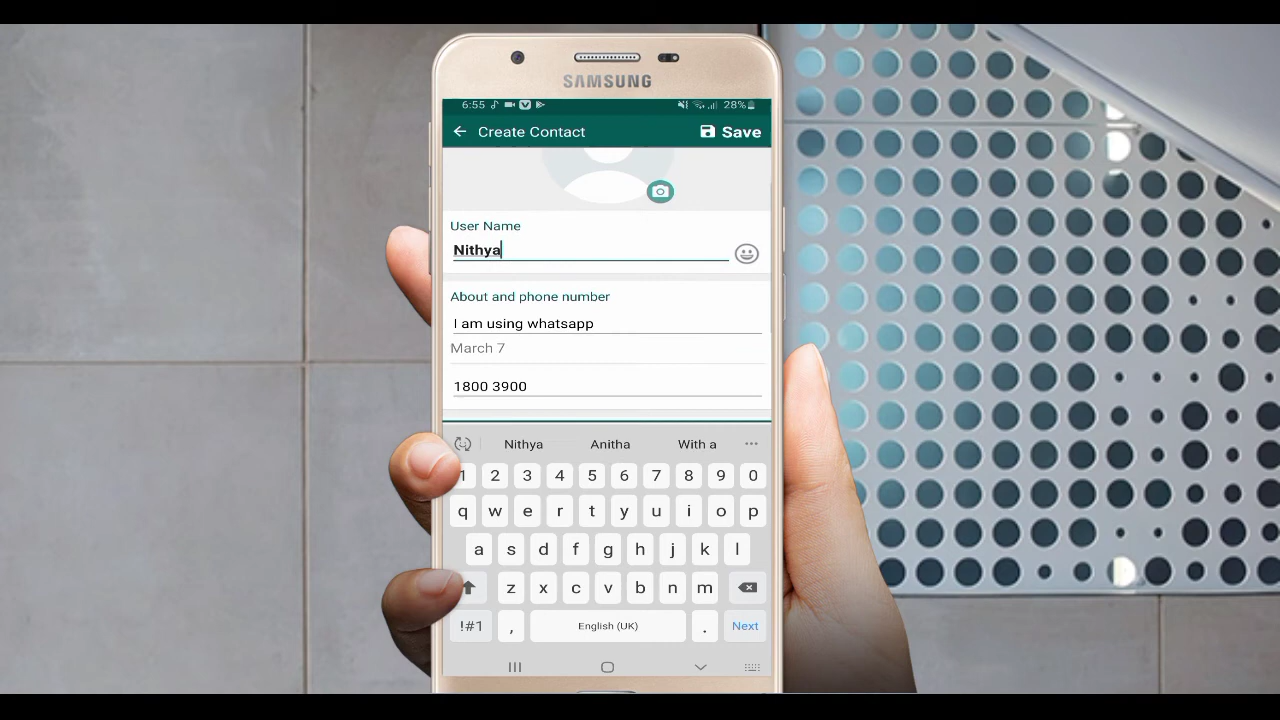 SAMSUNG
6:55 28%
Create Contact Save
User Name
Nithya
About and phone number
I am using whatsapp
March 7
1800 3900
Nithya Anitha With a ...
1 2 3 4 5 6 7 8 9 0
q w e r t y u i o p
a s d f g h j k l
z x c v b n m
!#1 , English (UK) . Next